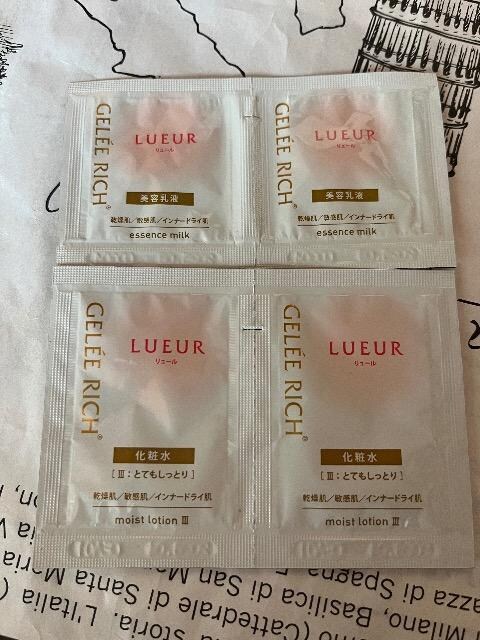 GELÉE RICH®
LUEUR
リュール
美容乳液
乾燥肌/敏感肌/インナードライ肌
essence milk
GELÉE RICH®
LUEUR
リュール
美容乳液
乾燥肌/敏感肌/インナードライ肌
essence milk
GELÉE RICH®
LUEUR
リュール
化粧水
[Ⅲ:とてもしっとり]
乾燥肌/敏感肌/インナードライ肌
moist lotion Ⅲ
GELÉE RICH®
LUEUR
リュール
化粧水
[Ⅲ:とてもしっとり]
乾燥肌/敏感肌/インナードライ肌
moist lotion Ⅲ
storia. L'Italia (
(Cattedrale di Santa Maria
Milano, Basilica di San
Spagna
azza